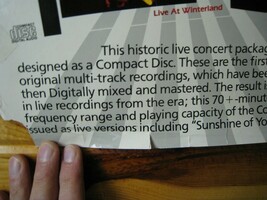 Live At Winterland
This historic live concert packag
designed as a Compact Disc. These are the first
original multi-track recordings, which have bee
then Digitally mixed and mastered. The result is
in live recordings from the era; this 70+-minut
frequency range and playing capacity of the Co
issued as live versions including "Sunshine of Yo